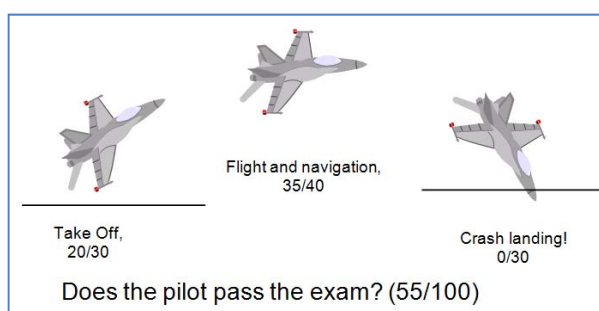 Flight and navigation,
35/40
Take Off,
20/30
Crash landing!
0/30
Does the pilot pass the exam? (55/100)